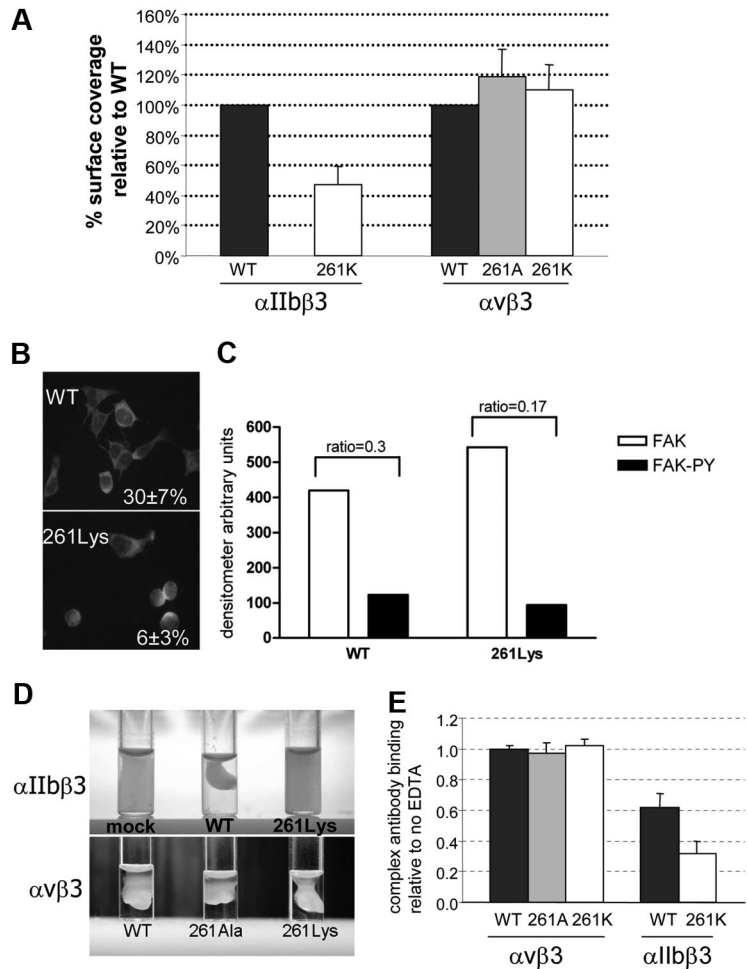 A
% surface coverage
relative to WT
160%
140%
120%
100%
80%
60%
40%
20%
0%
WT 261K WT 261A 261K
αIIbβ3 αvβ3
B
WT
30±7%
261Lys
6±3%
C
densitometer arbitrary units
600
500
400
300
200
100
0
ratio=0.3
ratio=0.17
FAK
FAK-PY
WT 261Lys
D
αIIbβ3
mock WT 261Lys
αvβ3
WT 261Ala 261Lys
E
complex antibody binding
relative to no EDTA
1.2
1.0
0.8
0.6
0.4
0.2
0.0
WT 261A 261K WT 261K
αvβ3 αIIbβ3